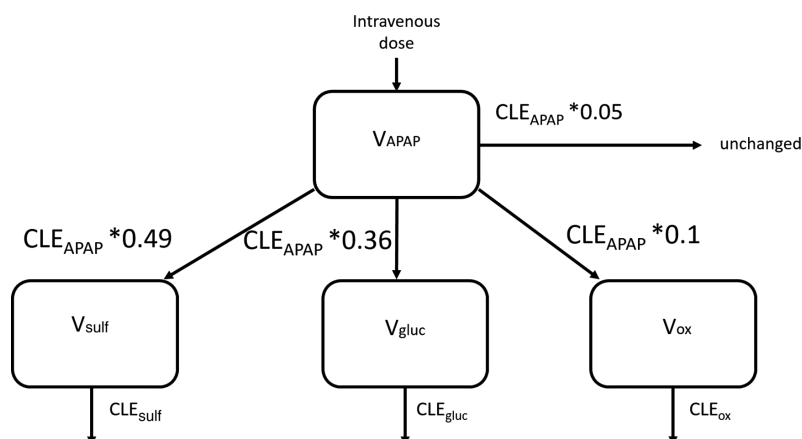 Intravenous
dose
CLEAPAP *0.05
VAPAP
unchanged
CLEAPAP *0.49
CLEAPAP *0.36
CLEAPAP *0.1
Vsulf
Vgluc
Vox
CLEsulf
CLEgluc
CLEox